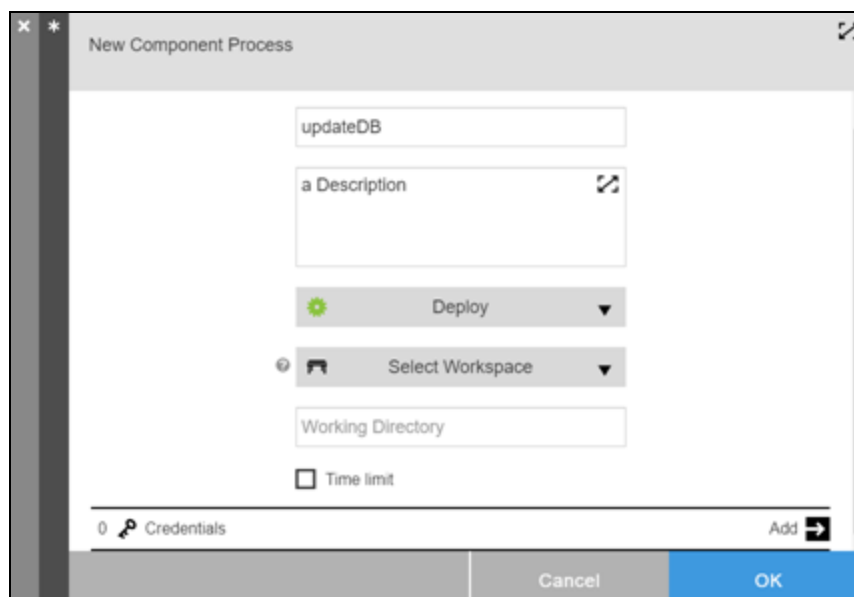 New Component Process
updateDB
a Description
Deploy
Select Workspace
Working Directory
Time limit
0 Credentials Add
Cancel OK